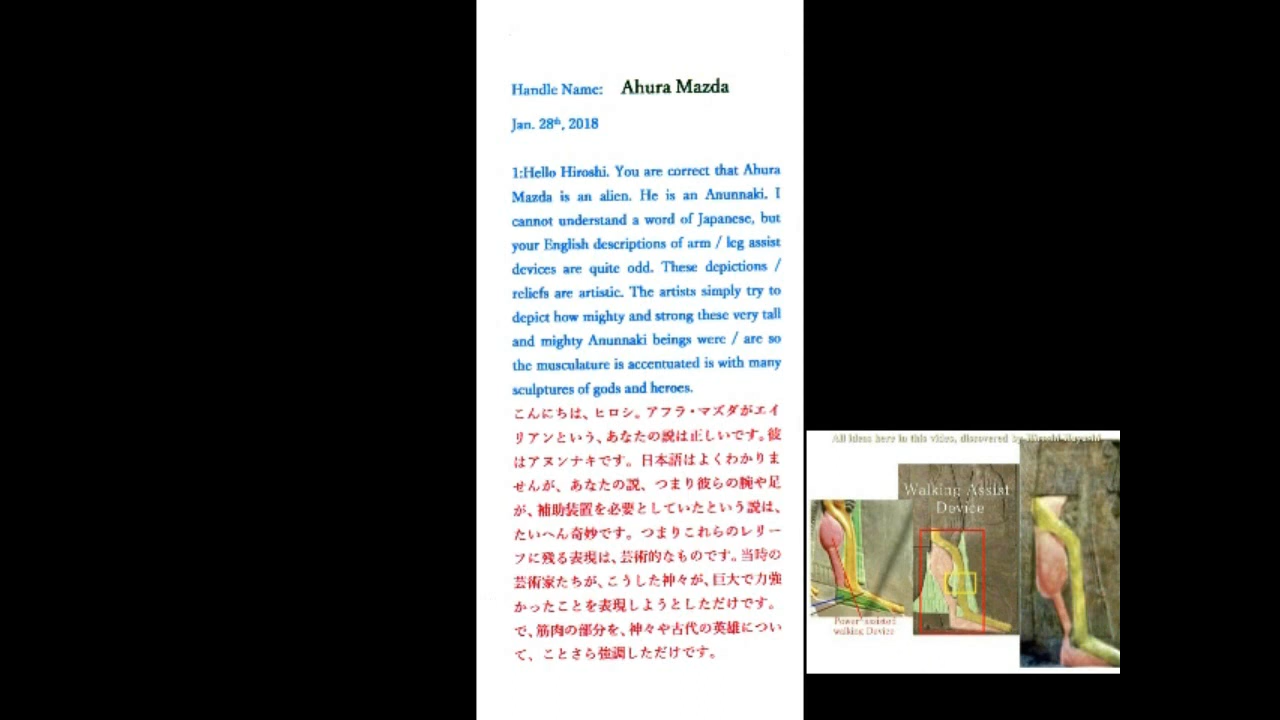 Handle Name: Ahura Mazda
Jan. 28th, 2018
1:Hello Hiroshi. You are correct that Ahura
Mazda is an alien. He is an Anunnaki. I
cannot understand a word of Japanese, but
your English descriptions of arm / leg assist
devices are quite odd. These depictions /
reliefs are artistic. The artists simply try to
depict how mighty and strong these very tall
and mighty Anunnaki beings were / are so
the musculature is accentuated is with many
sculptures of gods and heroes.
こんにちは、ヒロシ。アフラ・マズダがエイ
リアンという、あなたの説は正しいです。彼
はアヌンナキです。日本語はよくわかりま
せんが、あなたの説、つまり彼らの腕や足
が、補助装置を必要としていたという説は、
たいへん奇妙です。つまりこれらのレリー
フに残る表現は、芸術的なものです。当時の
芸術家たちが、こうした神々が、巨大で力強
かったことを表現しようとしただけです。
で、筋肉の部分を、神々や古代の英雄につい
て、ことさら強調しただけです。
All ideas here in this video, discovered by Hiroshi Hayashi
Walking Assist
Device
Power assisted
walking Device